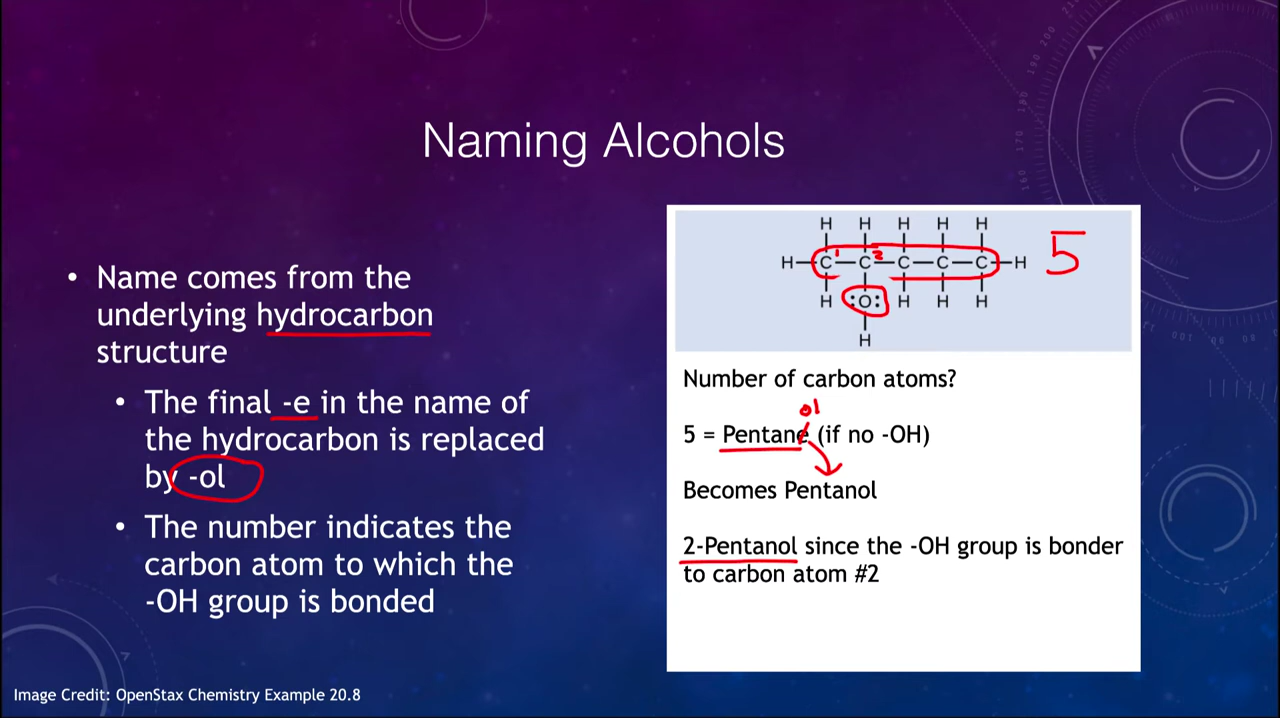 Naming Alcohols
• Name comes from the
underlying hydrocarbon
structure
• The final -e in the name of
the hydrocarbon is replaced
by -ol
• The number indicates the
carbon atom to which the
-OH group is bonded
H H H H H
H—C—C—C—C—C—H
1 2
5
H :O: H H H
H
Number of carbon atoms?
ol
5 = Pentane (if no -OH)
Becomes Pentanol
2-Pentanol since the -OH group is bonder
to carbon atom #2
Image Credit: OpenStax Chemistry Example 20.8